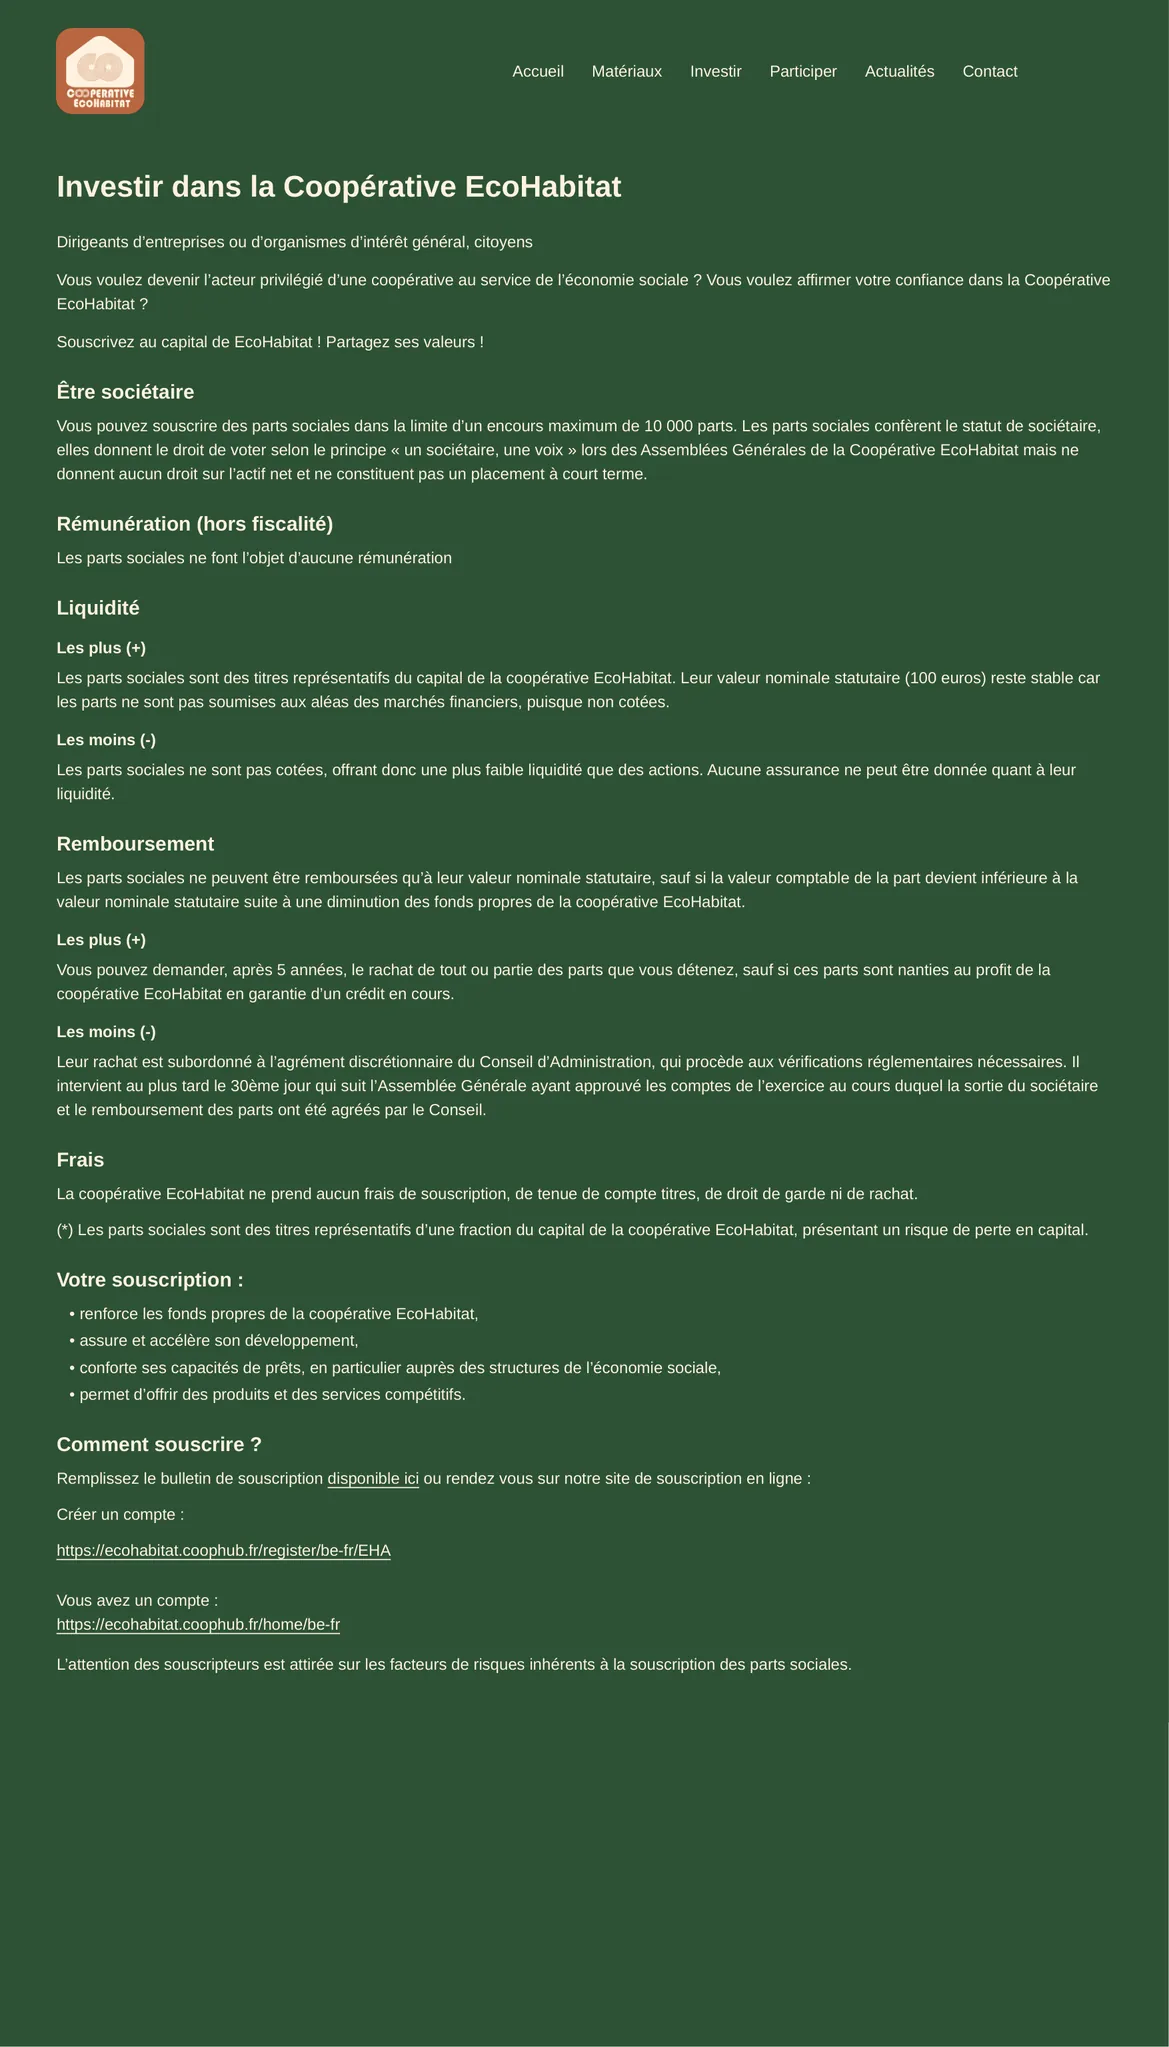 COOPERATIVE
ECOHABITAT
Accueil Matériaux Investir Participer Actualités Contact
Investir dans la Coopérative EcoHabitat
Dirigeants d’entreprises ou d’organismes d’intérêt général, citoyens
Vous voulez devenir l’acteur privilégié d’une coopérative au service de l’économie sociale ? Vous voulez affirmer votre confiance dans la Coopérative
EcoHabitat ?
Souscrivez au capital de EcoHabitat ! Partagez ses valeurs !
Être sociétaire
Vous pouvez souscrire des parts sociales dans la limite d’un encours maximum de 10 000 parts. Les parts sociales confèrent le statut de sociétaire,
elles donnent le droit de voter selon le principe « un sociétaire, une voix » lors des Assemblées Générales de la Coopérative EcoHabitat mais ne
donnent aucun droit sur l’actif net et ne constituent pas un placement à court terme.
Rémunération (hors fiscalité)
Les parts sociales ne font l’objet d’aucune rémunération
Liquidité
Les plus (+)
Les parts sociales sont des titres représentatifs du capital de la coopérative EcoHabitat. Leur valeur nominale statutaire (100 euros) reste stable car
les parts ne sont pas soumises aux aléas des marchés financiers, puisque non cotées.
Les moins (-)
Les parts sociales ne sont pas cotées, offrant donc une plus faible liquidité que des actions. Aucune assurance ne peut être donnée quant à leur
liquidité.
Remboursement
Les parts sociales ne peuvent être remboursées qu’à leur valeur nominale statutaire, sauf si la valeur comptable de la part devient inférieure à la
valeur nominale statutaire suite à une diminution des fonds propres de la coopérative EcoHabitat.
Les plus (+)
Vous pouvez demander, après 5 années, le rachat de tout ou partie des parts que vous détenez, sauf si ces parts sont nanties au profit de la
coopérative EcoHabitat en garantie d’un crédit en cours.
Les moins (-)
Leur rachat est subordonné à l’agrément discrétionnaire du Conseil d’Administration, qui procède aux vérifications réglementaires nécessaires. Il
intervient au plus tard le 30ème jour qui suit l’Assemblée Générale ayant approuvé les comptes de l’exercice au cours duquel la sortie du sociétaire
et le remboursement des parts ont été agréés par le Conseil.
Frais
La coopérative EcoHabitat ne prend aucun frais de souscription, de tenue de compte titres, de droit de garde ni de rachat.
(*) Les parts sociales sont des titres représentatifs d’une fraction du capital de la coopérative EcoHabitat, présentant un risque de perte en capital.
Votre souscription :
• renforce les fonds propres de la coopérative EcoHabitat,
• assure et accélère son développement,
• conforte ses capacités de prêts, en particulier auprès des structures de l’économie sociale,
• permet d’offrir des produits et des services compétitifs.
Comment souscrire ?
Remplissez le bulletin de souscription disponible ici ou rendez vous sur notre site de souscription en ligne :
Créer un compte :
https://ecohabitat.coophub.fr/register/be-fr/EHA
Vous avez un compte :
https://ecohabitat.coophub.fr/home/be-fr
L’attention des souscripteurs est attirée sur les facteurs de risques inhérents à la souscription des parts sociales.